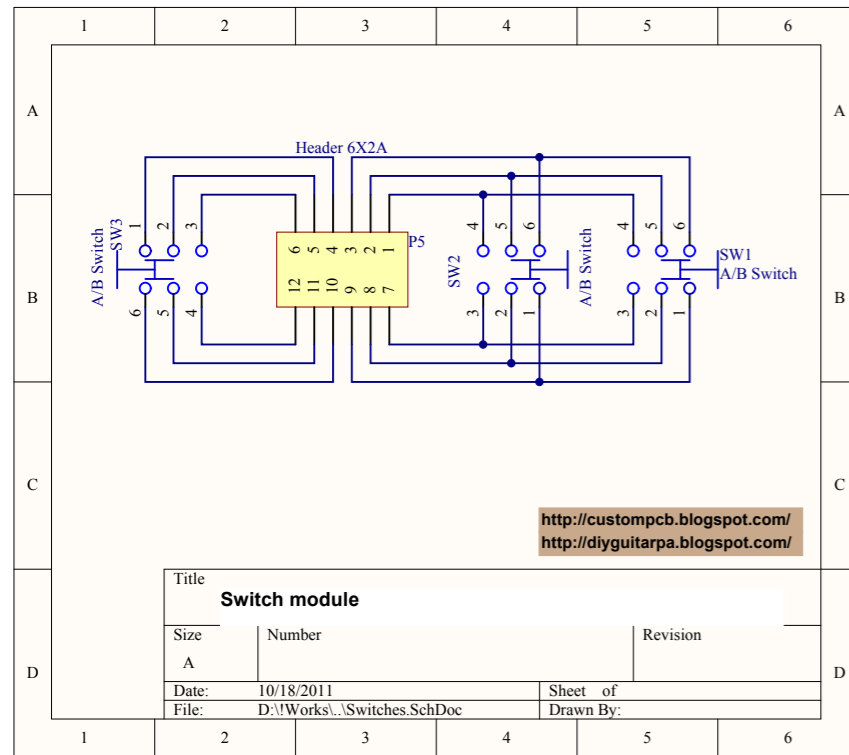 1 2 3 4 5 6
A A
Header 6X2A
B B
1 2 3
SW3
A/B Switch
6 5 4
6 5 4 3 2 1
12 11 10 9 8 7
P5
4 5 6
SW2
A/B Switch
3 2 1
4 5 6
SW1
A/B Switch
3 2 1
C C
http://custompcb.blogspot.com/
http://diyguitarpa.blogspot.com/
Title
Switch module
Size Number Revision
A
D D
Date: 10/18/2011 Sheet of
File: D:\!Works\..\Switches.SchDoc Drawn By:
1 2 3 4 5 6